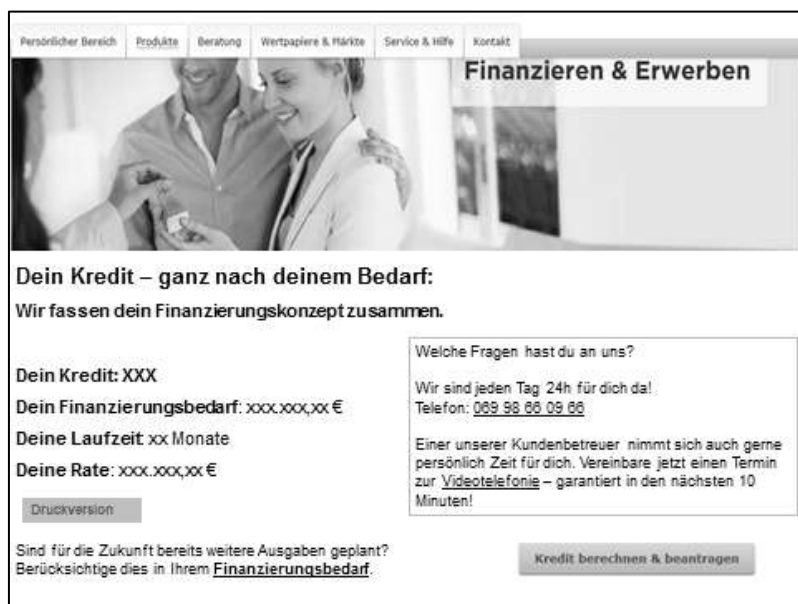 Persönlicher Bereich Produkte Beratung Wertpapiere & Märkte Service & Hilfe Kontakt
Finanzieren & Erwerben
Dein Kredit – ganz nach deinem Bedarf:
Wir fassen dein Finanzierungskonzept zusammen.
Dein Kredit: XXX
Dein Finanzierungsbedarf: xxx.xxx,xx €
Deine Laufzeit: xx Monate
Deine Rate: xxx.xxx,xx €
Druckversion
Sind für die Zukunft bereits weitere Ausgaben geplant?
Berücksichtige dies in Ihrem Finanzierungsbedarf.
Welche Fragen hast du an uns?
Wir sind jeden Tag 24h für dich da!
Telefon: 069 98 66 09 66
Einer unserer Kundenbetreuer nimmt sich auch gerne
persönlich Zeit für dich. Vereinbare jetzt einen Termin
zur Videotelefonie – garantiert in den nächsten 10
Minuten!
Kredit berechnen & beantragen